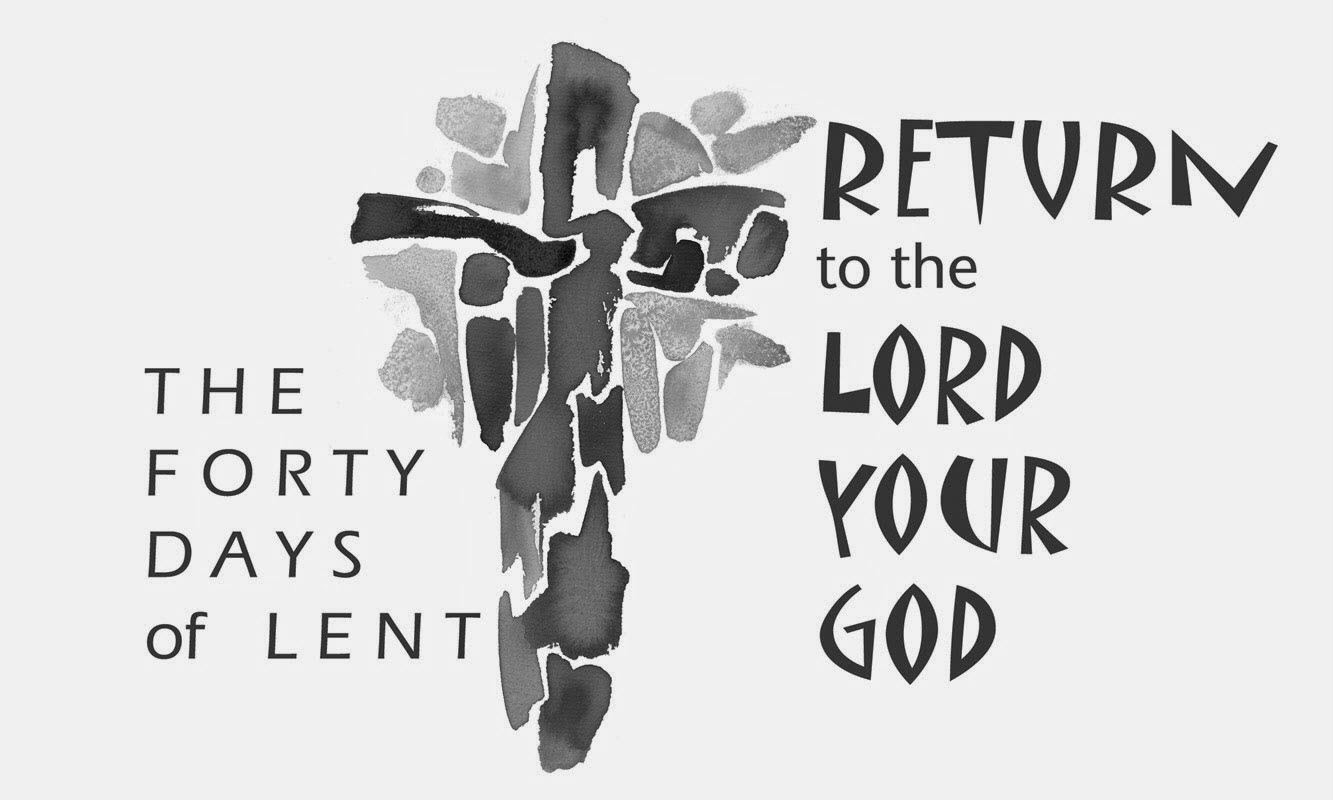 THE
FORTY
DAYS
of LENT
RETURN
to the
LORD
YOUR
GOD